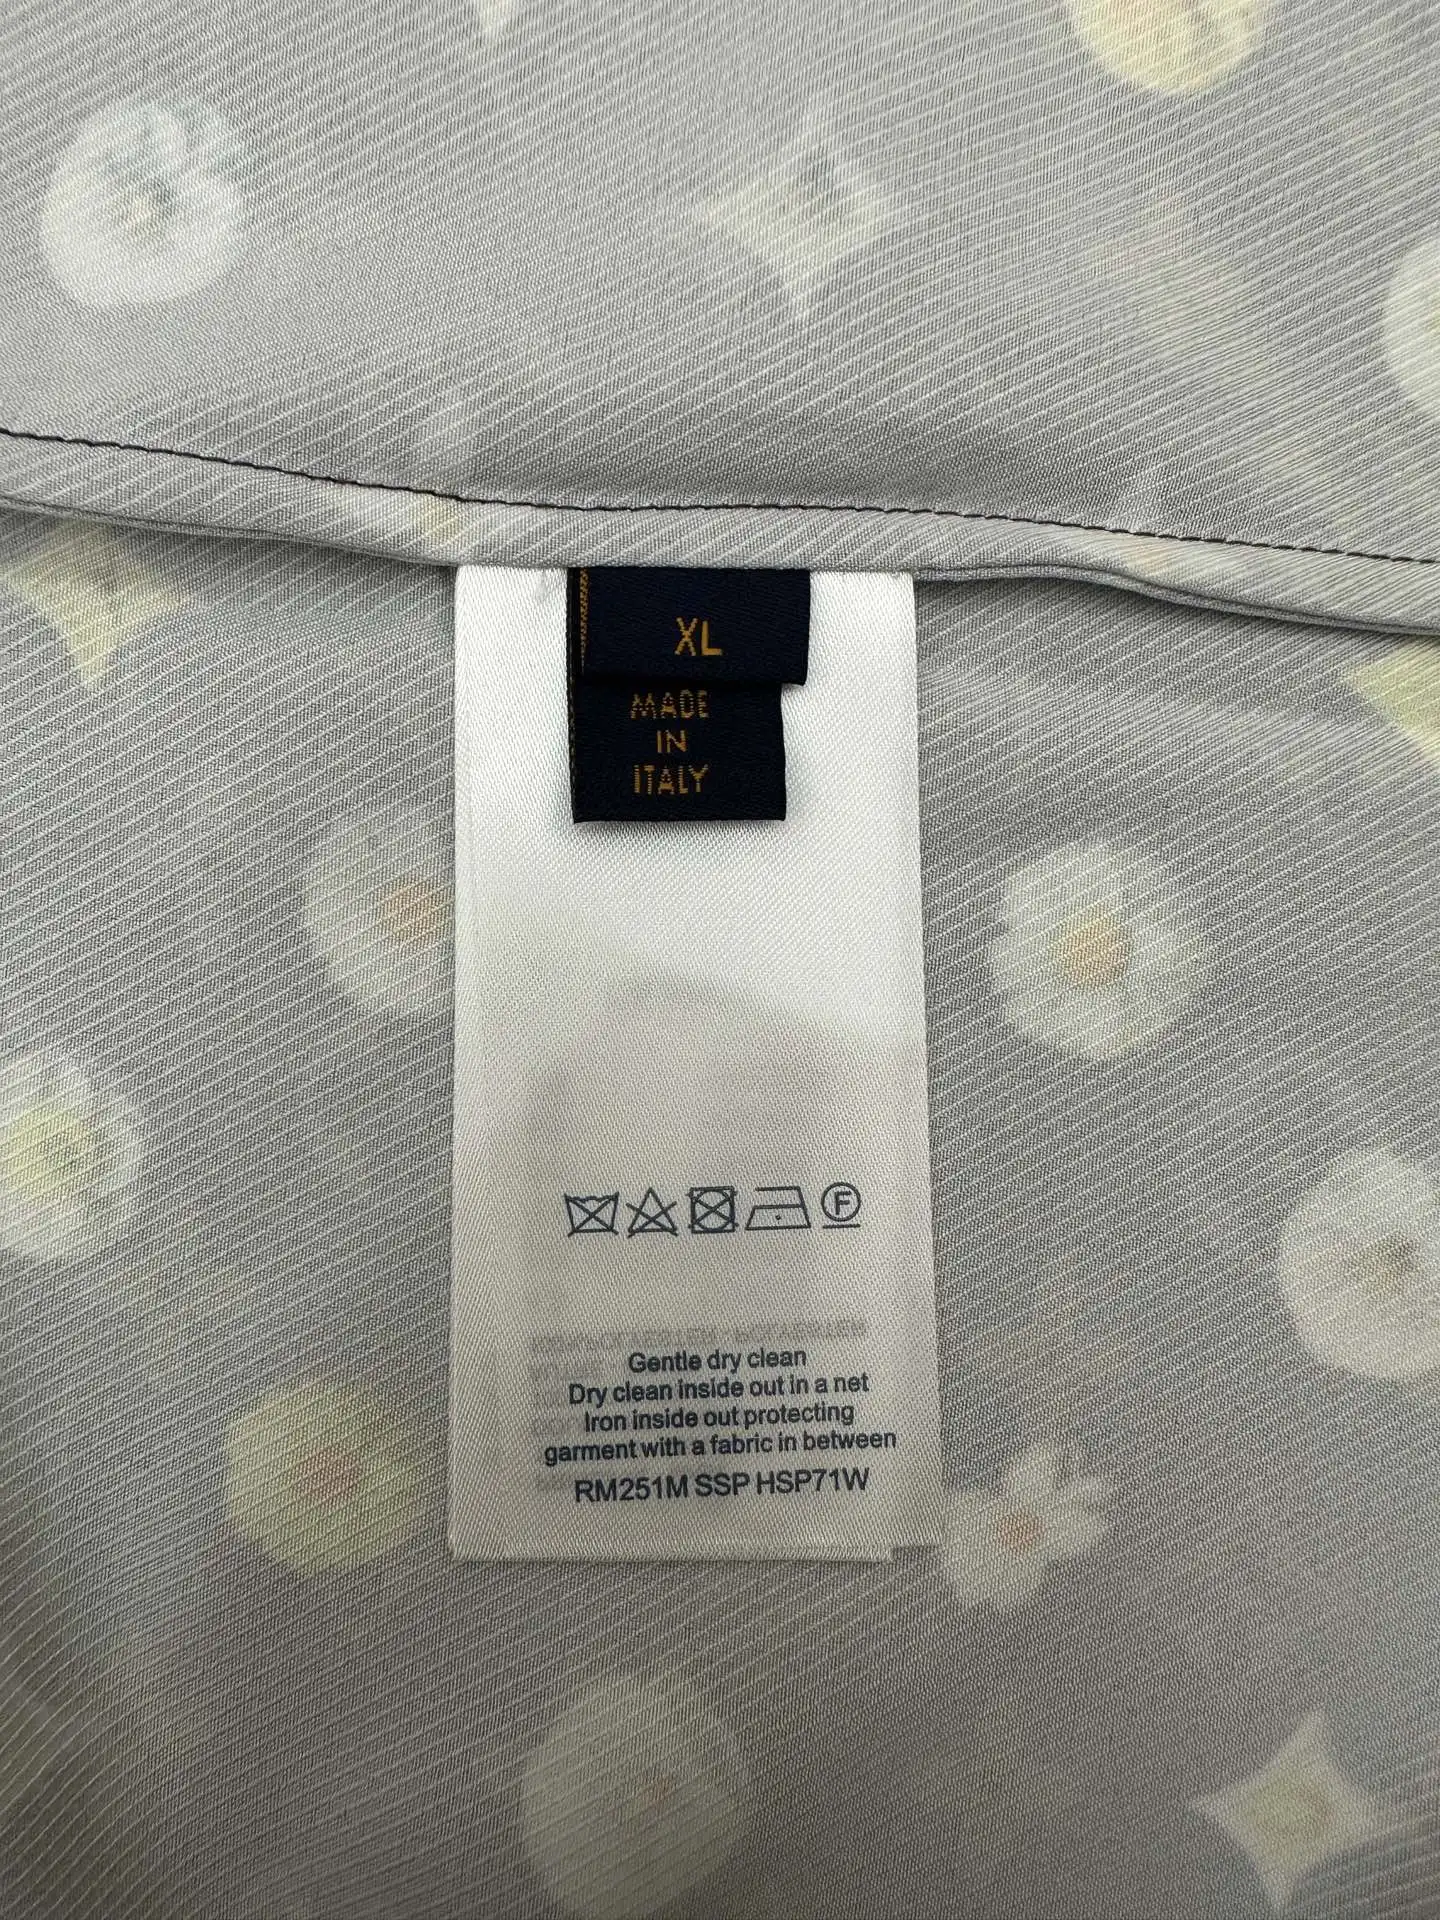 XL
MADE
IN
ITALY
F
Gentle dry clean
Dry clean inside out in a net
Iron inside out protecting
garment with a fabric in between
RM251M SSP HSP71W